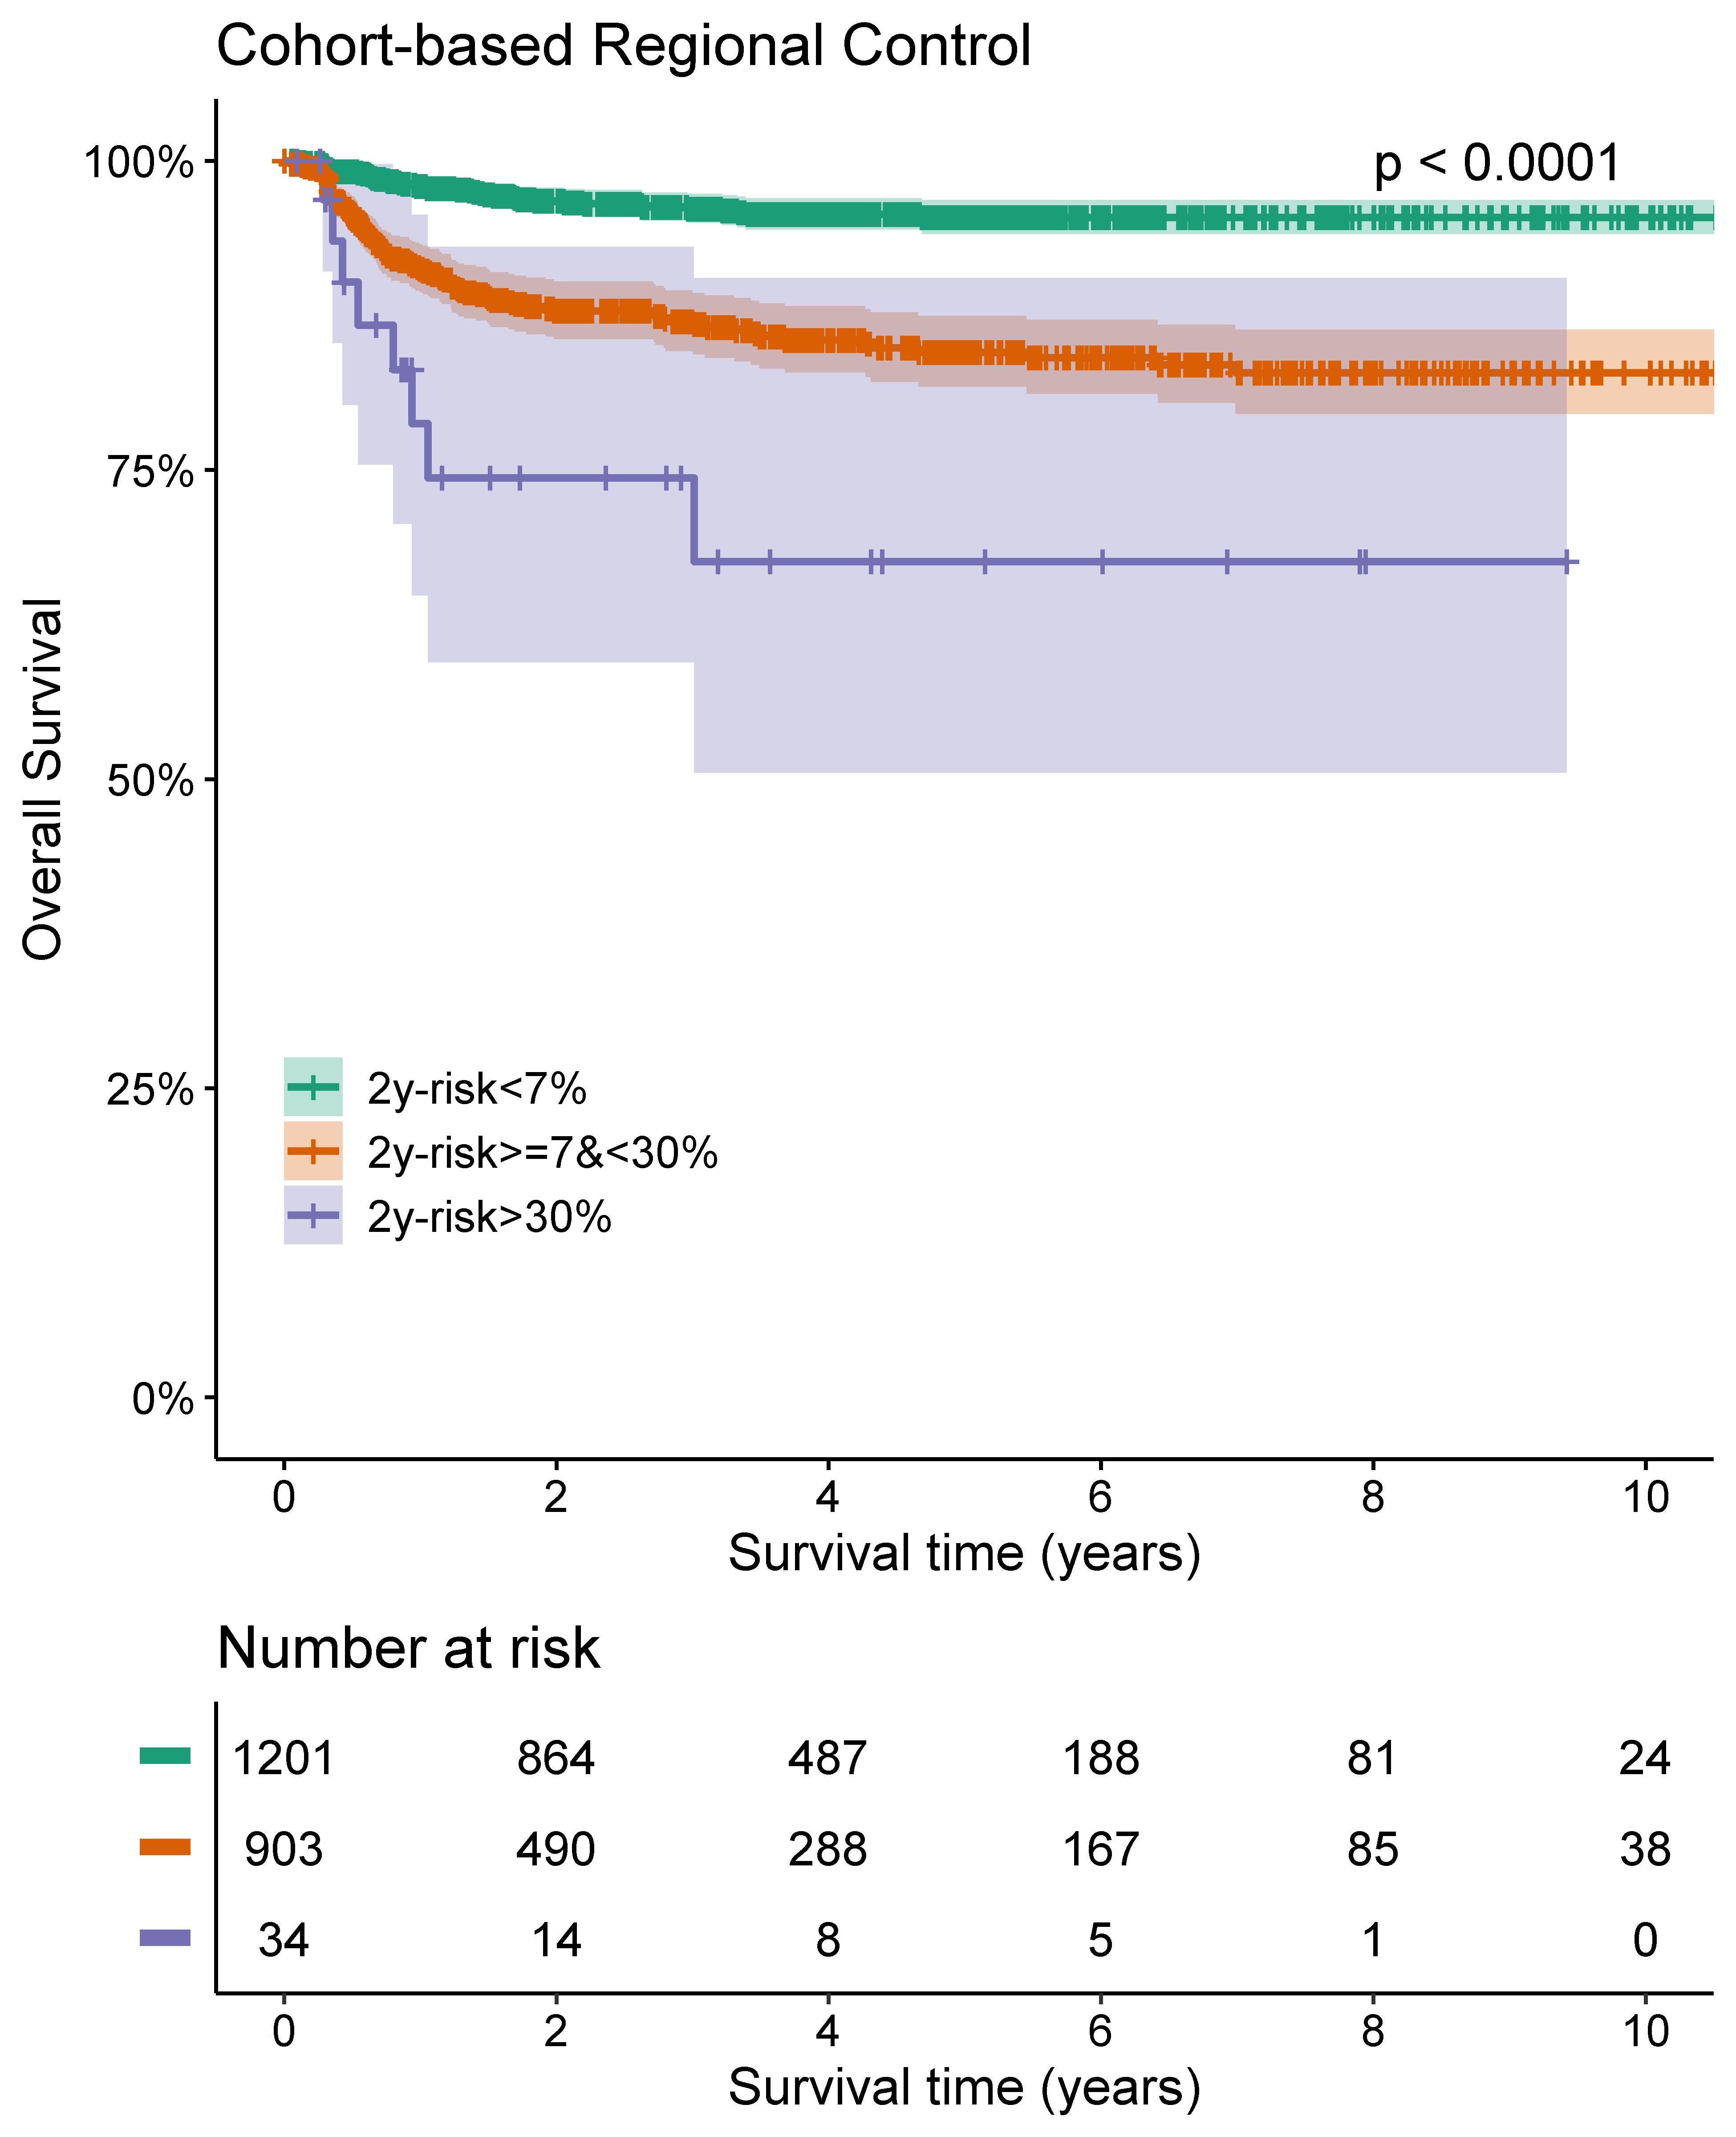 Cohort-based Regional Control
p < 0.0001
100%
75%
50%
25%
0%
Overall Survival
2y-risk<7%
2y-risk>=7&<30%
2y-risk>30%
0 2 4 6 8 10
Survival time (years)
Number at risk
1201 864 487 188 81 24
903 490 288 167 85 38
34 14 8 5 1 0
0 2 4 6 8 10
Survival time (years)